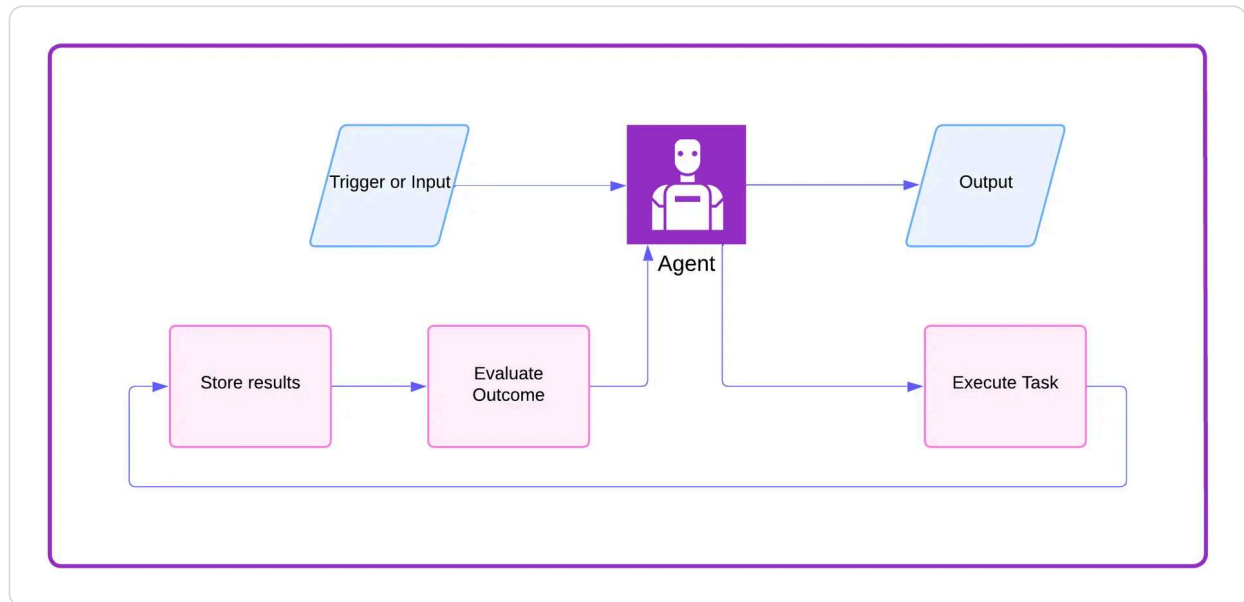 Trigger or Input
Output
Agent
Store results
Evaluate
Outcome
Execute Task